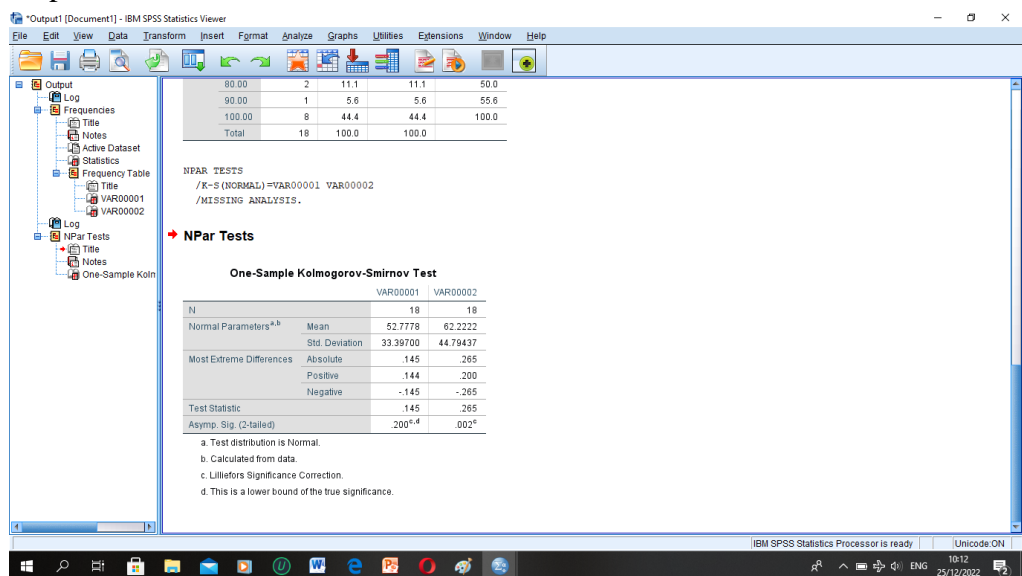 *Output1 [Document1] - IBM SPSS Statistics Viewer
File Edit View Data Transform Insert Format Analyze Graphs Utilities Extensions Window Help
Output
Log
Frequencies
Title
Notes
Active Dataset
Statistics
Frequency Table
Title
VAR00001
VAR00002
Log
NPar Tests
Title
Notes
One-Sample Kolm
80.00 2 11.1 11.1 50.0
90.00 1 5.6 5.6 55.6
100.00 8 44.4 44.4 100.0
Total 18 100.0 100.0
NPAR TESTS
/K-S(NORMAL)=VAR00001 VAR00002
/MISSING ANALYSIS.
NPar Tests
One-Sample Kolmogorov-Smirnov Test
VAR00001 VAR00002
N 18 18
Normal Parameters a,b Mean 52.7778 62.2222
Std. Deviation 33.39700 44.79437
Most Extreme Differences Absolute .145 .265
Positive .144 .200
Negative -.145 -.265
Test Statistic .145 .265
Asymp. Sig. (2-tailed) .200 c,d .002 c
a. Test distribution is Normal.
b. Calculated from data.
c. Lilliefors Significance Correction.
d. This is a lower bound of the true significance.
IBM SPSS Statistics Processor is ready Unicode:ON
ENG 10:12
25/12/2022 2